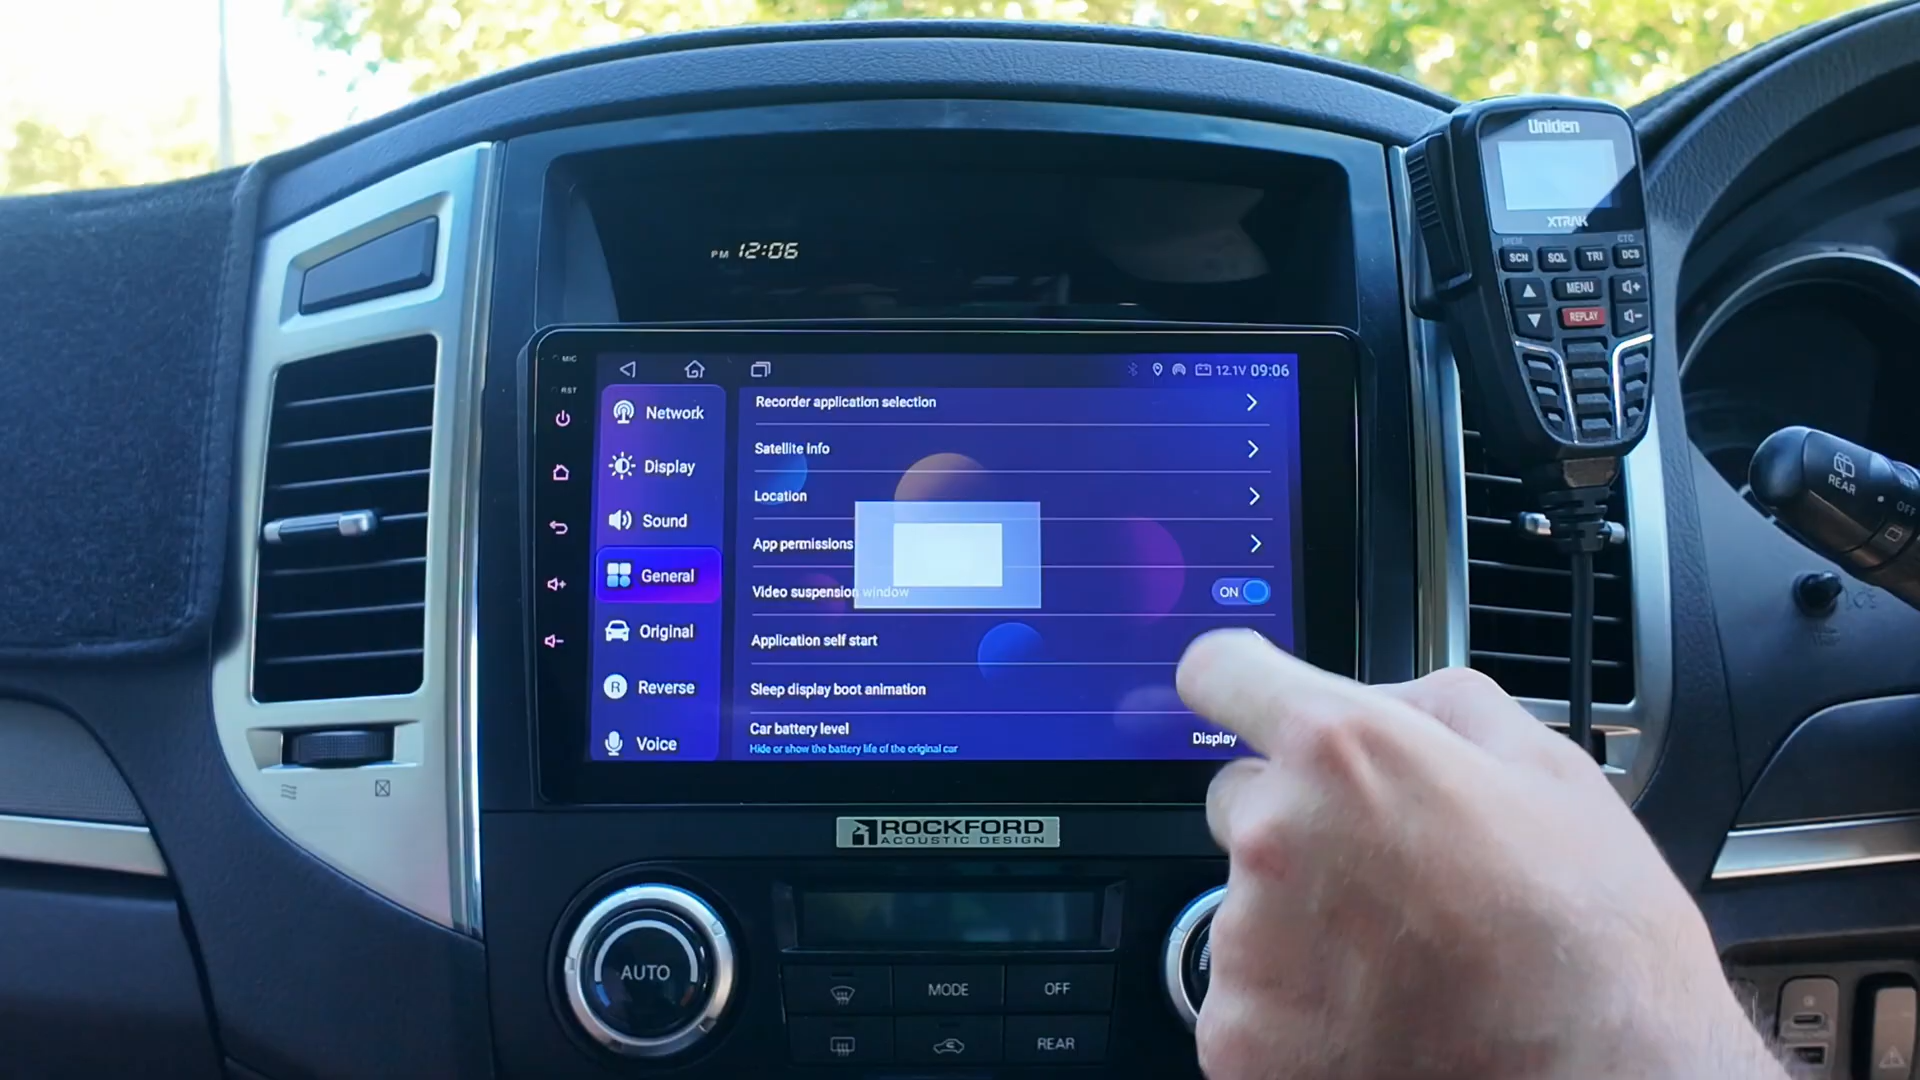 Uniden
XTRAK
MEM
CTC
SCN
SQL
TRI
DCS
MENU
REPLAY
PM 12:06
MIC
RST
12.1V 09:06
Network
Display
Sound
General
Original
R Reverse
Voice
Recorder application selection
Satellite info
Location
App permissions
Video suspension window
ON
Application self start
Sleep display boot animation
Car battery level
Hide or show the battery life of the original car
Display
REAR
OFF
ROCKFORD
ACOUSTIC DESIGN
AUTO
MODE
OFF
REAR